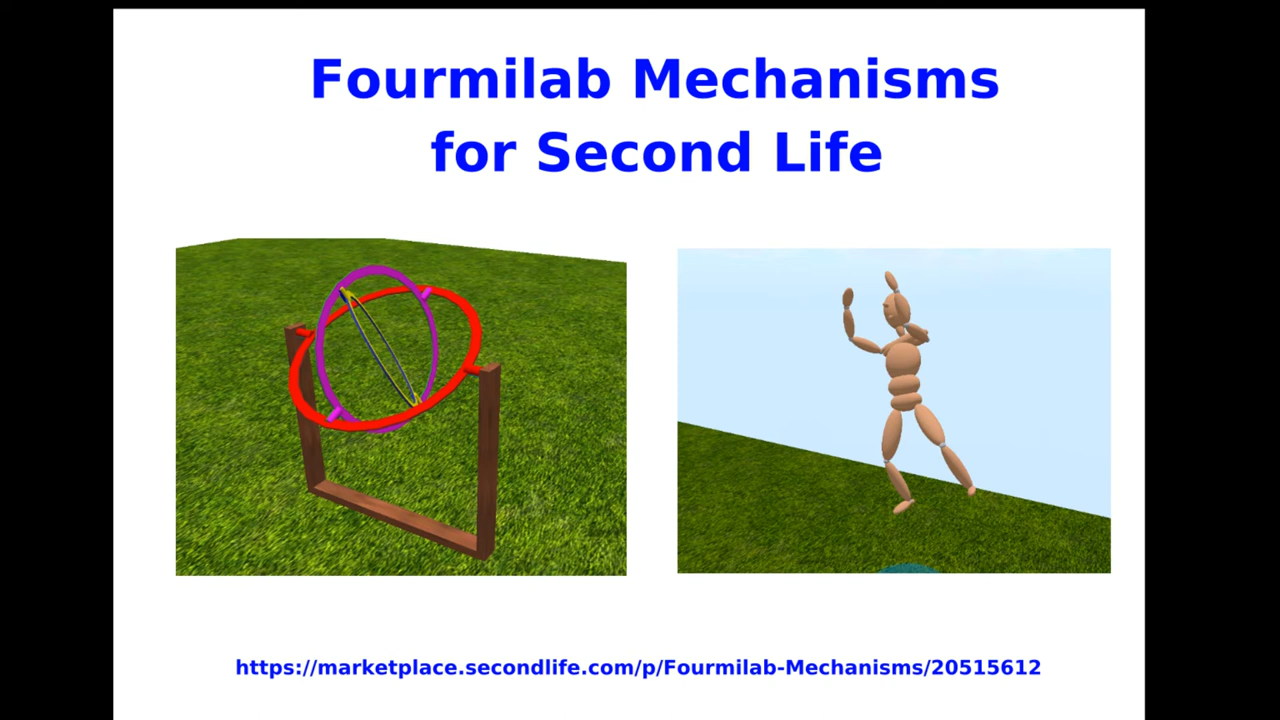 Fourmilab Mechanisms
for Second Life
https://marketplace.secondlife.com/p/Fourmilab-Mechanisms/20515612